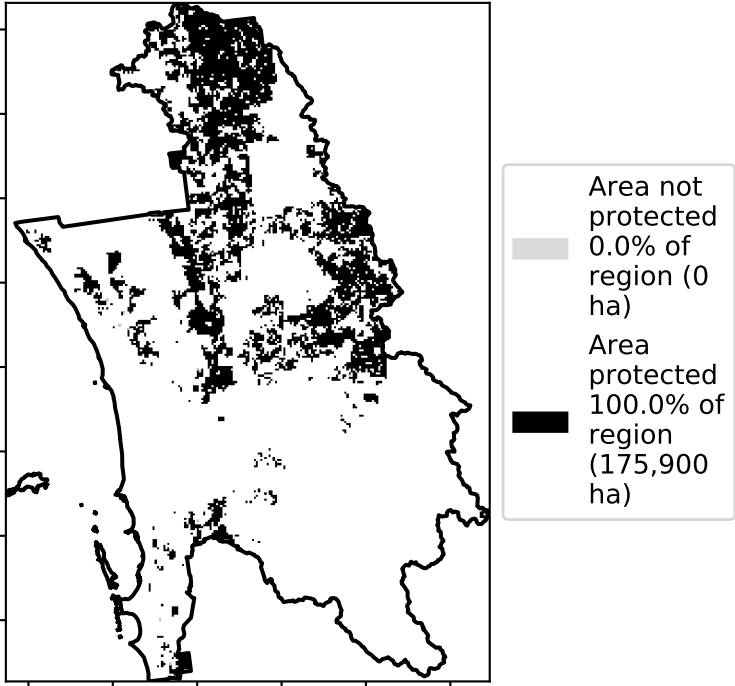 Area not
protected
0.0% of
region (0
ha)
Area
protected
100.0% of
region
(175,900
ha)